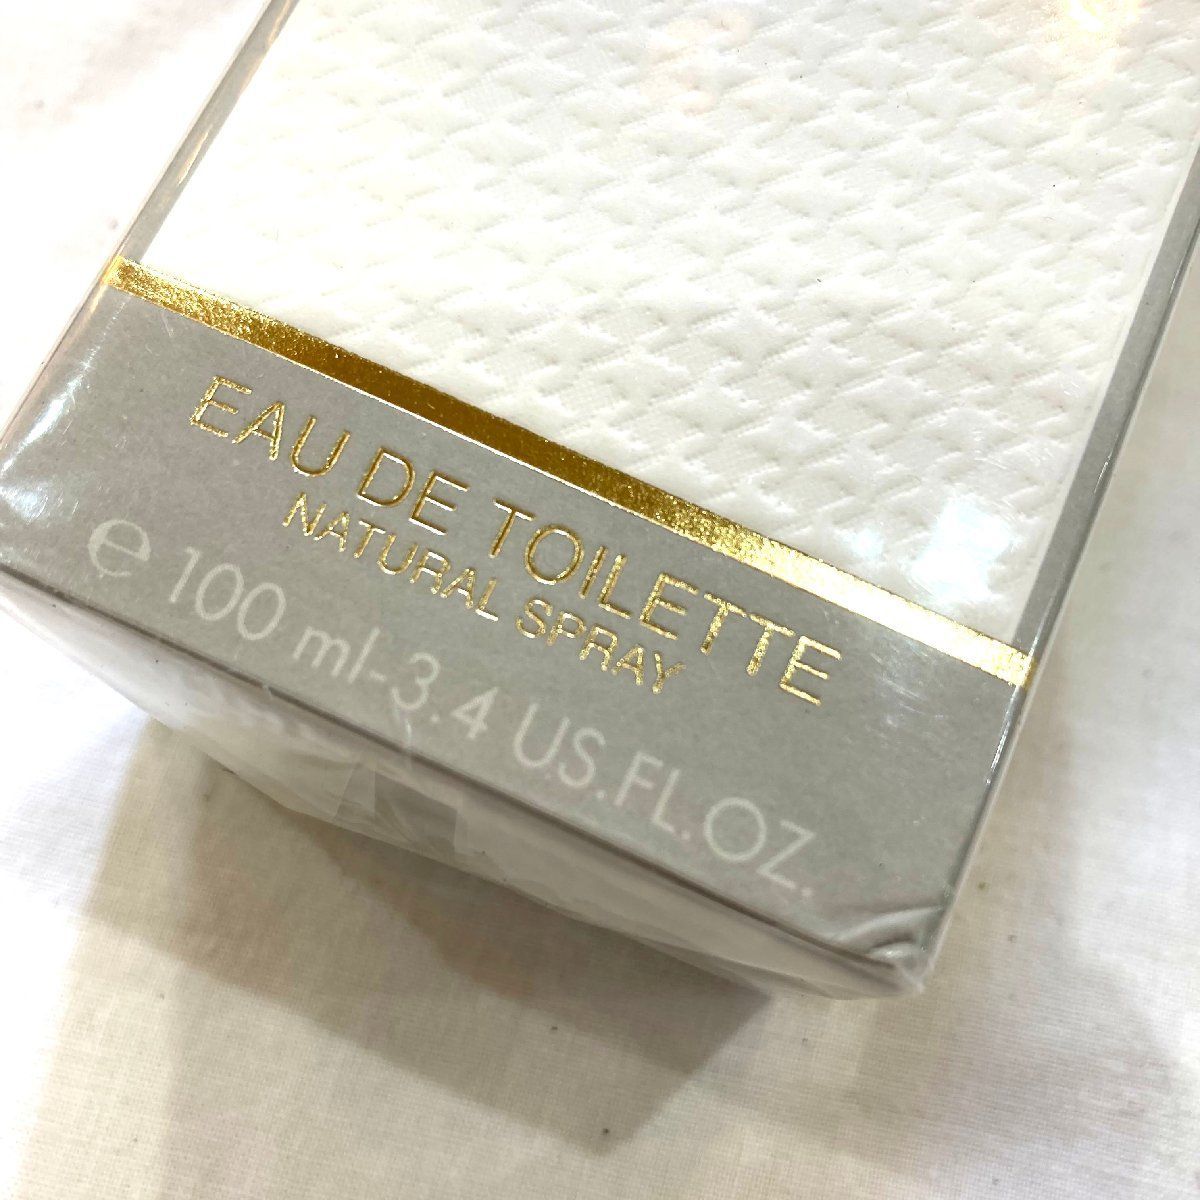 EAU DE TOILETTE
NATURAL SPRAY
℮ 100 ml-3.4 US.FL.OZ.